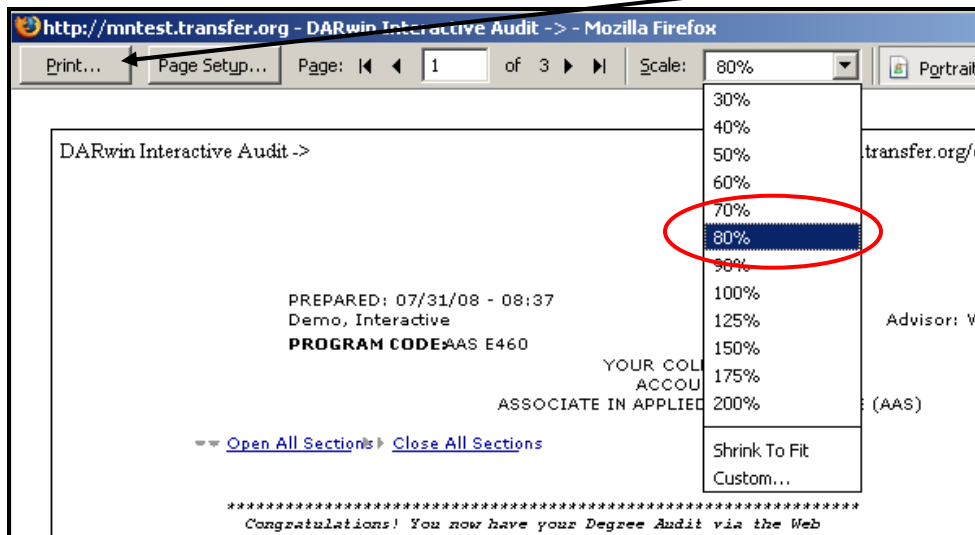 http://mntest.transfer.org - DARwin Interactive Audit -> - Mozilla Firefox
Print... Page Setup... Page: 1 of 3 Scale: 80% Portrait
30%
40%
DARwin Interactive Audit -> 50% transfer.org/
60%
70%
80%
90%
PREPARED: 07/31/08 - 08:37 100%
Demo, Interactive 125% Advisor:
PROGRAM CODE: AAS E460 150%
YOUR
175%
ASSOCIATE IN 200% (AAS)
Open All Sections Close All Sections
Shrink To Fit
Custom...
**********************************************************************
Congratulations! You now have your Degree Audit via the Web